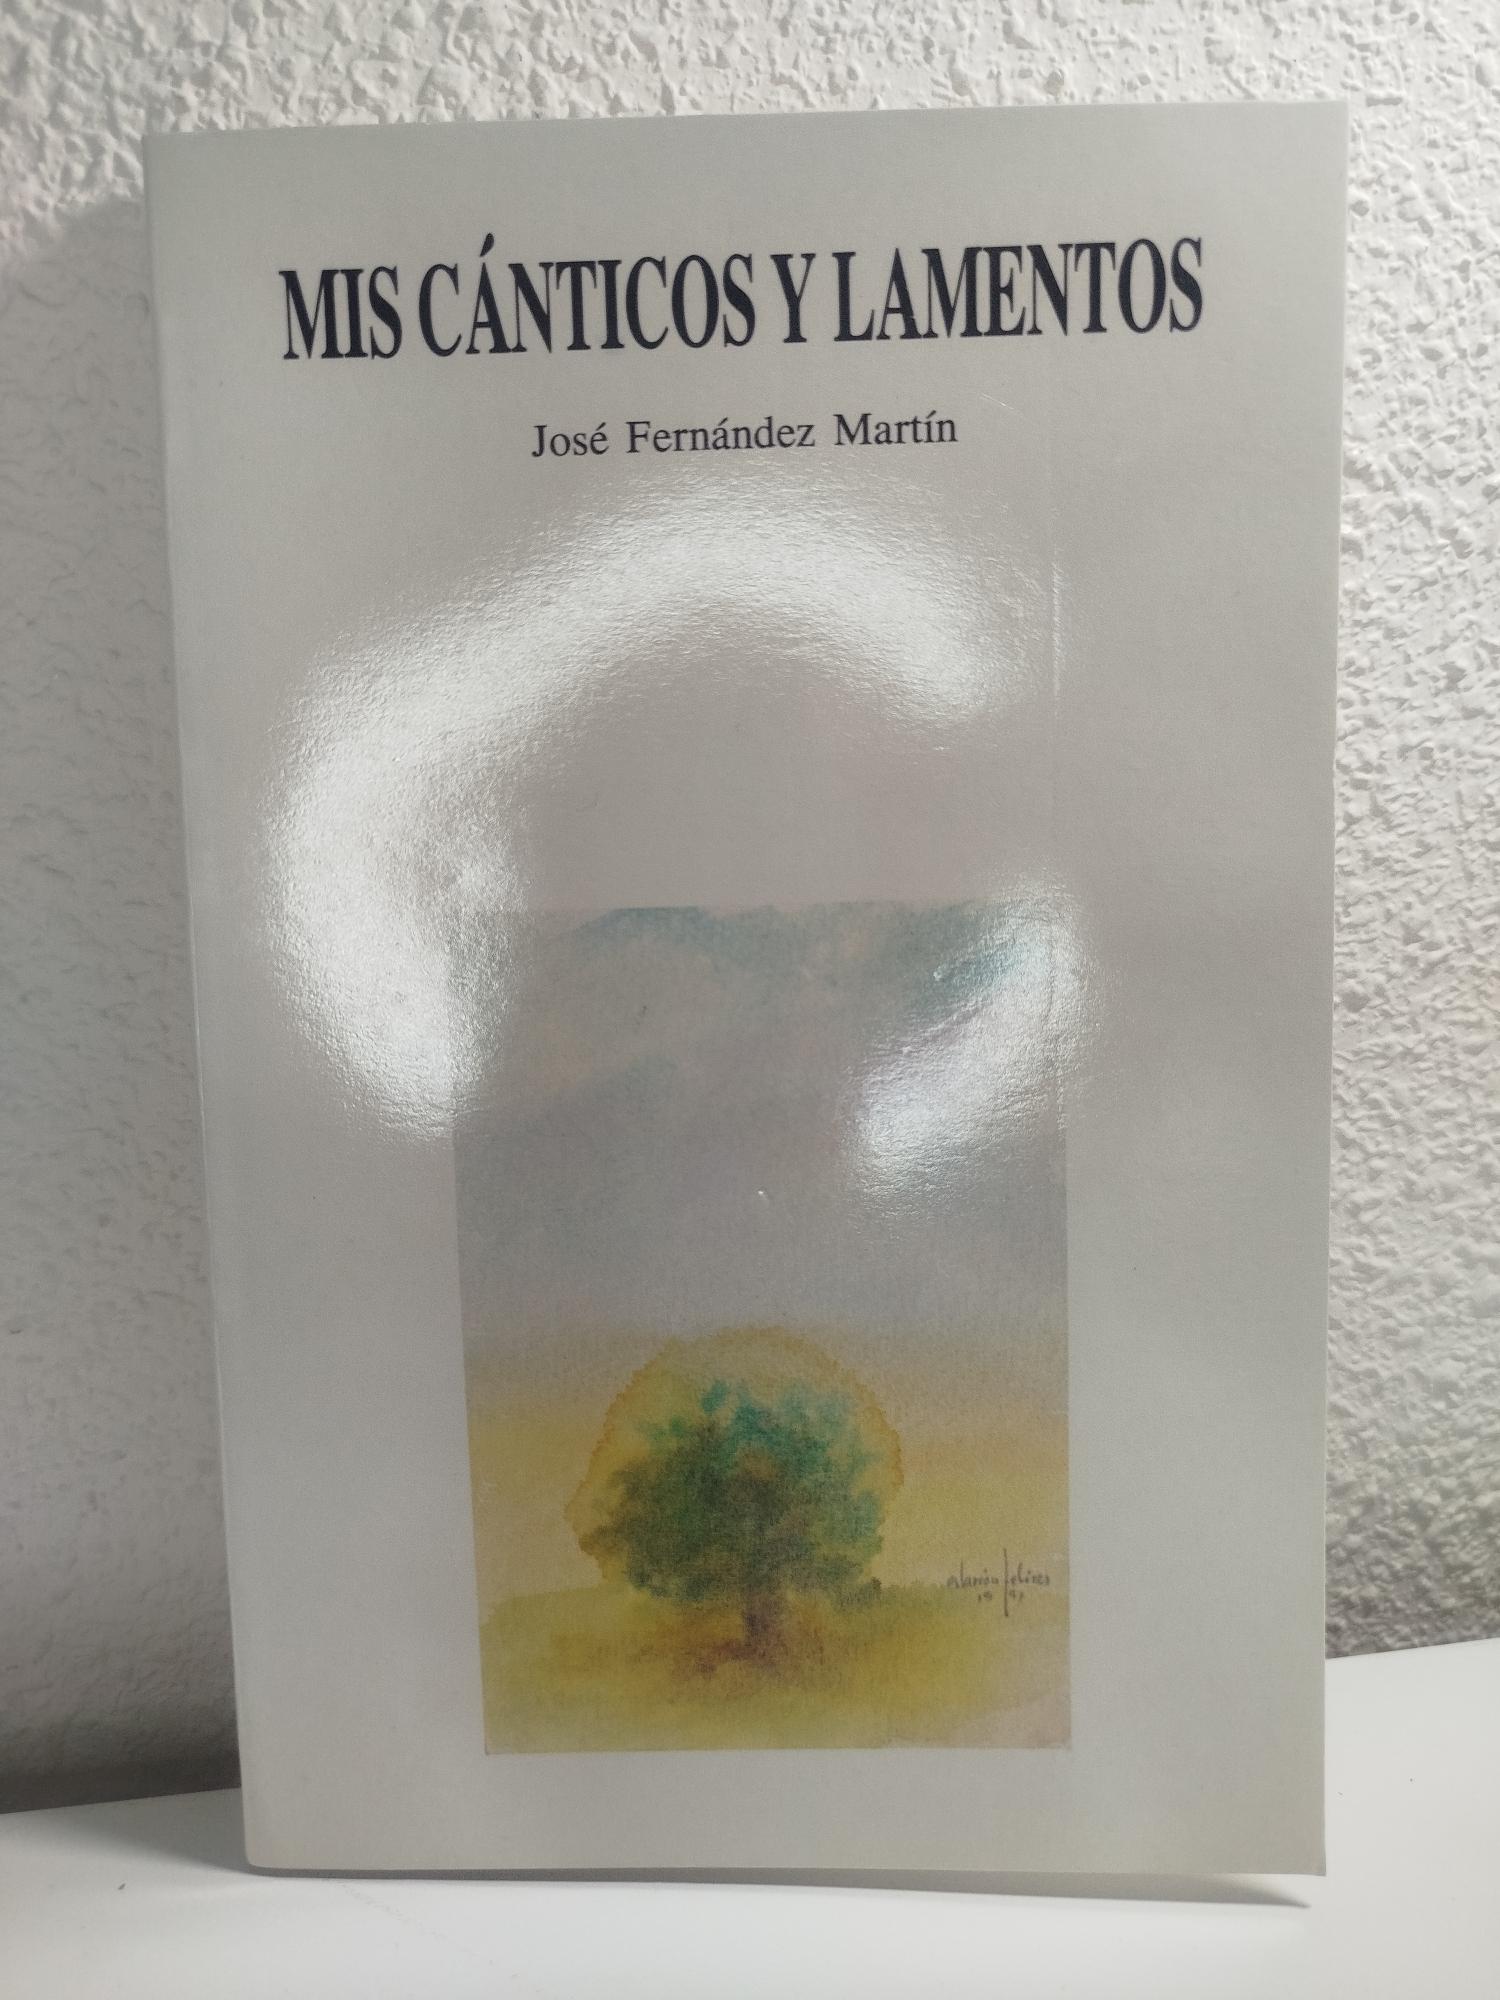 MIS CÁNTICOS Y LAMENTOS
José Fernández Martín